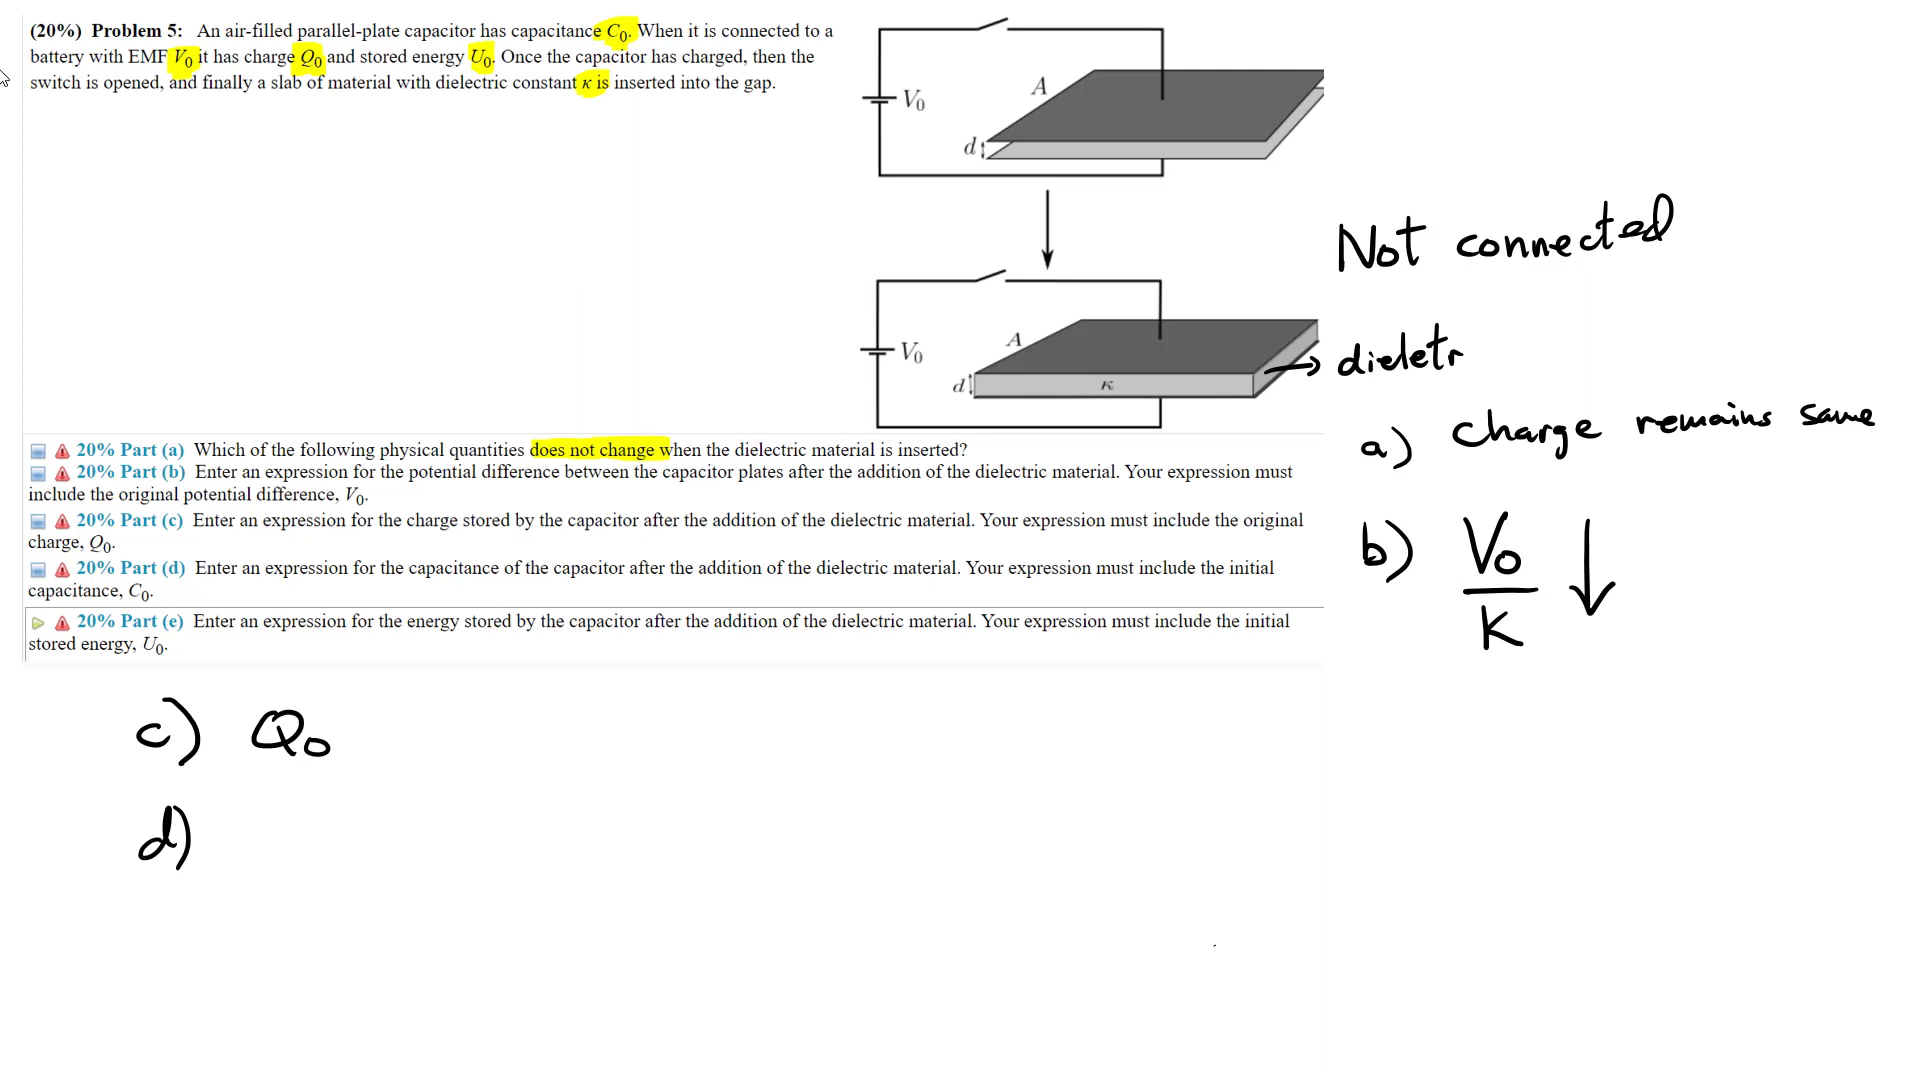 (20%) Problem 5: An air-filled parallel-plate capacitor has capacitance C₀. When it is connected to a
battery with EMF V₀ it has charge Q₀ and stored energy U₀. Once the capacitor has charged, then the
switch is opened, and finally a slab of material with dielectric constant κ is inserted into the gap.
V₀
A
d
Not connected
V₀
A
d
κ
→ dieletr
20% Part (a) Which of the following physical quantities does not change when the dielectric material is inserted?
20% Part (b) Enter an expression for the potential difference between the capacitor plates after the addition of the dielectric material. Your expression must
include the original potential difference, V₀.
20% Part (c) Enter an expression for the charge stored by the capacitor after the addition of the dielectric material. Your expression must include the original
charge, Q₀.
20% Part (d) Enter an expression for the capacitance of the capacitor after the addition of the dielectric material. Your expression must include the initial
capacitance, C₀.
20% Part (e) Enter an expression for the energy stored by the capacitor after the addition of the dielectric material. Your expression must include the initial
stored energy, U₀.
a) charge remains same
b) V₀ ↓
K
c) Q₀
d)